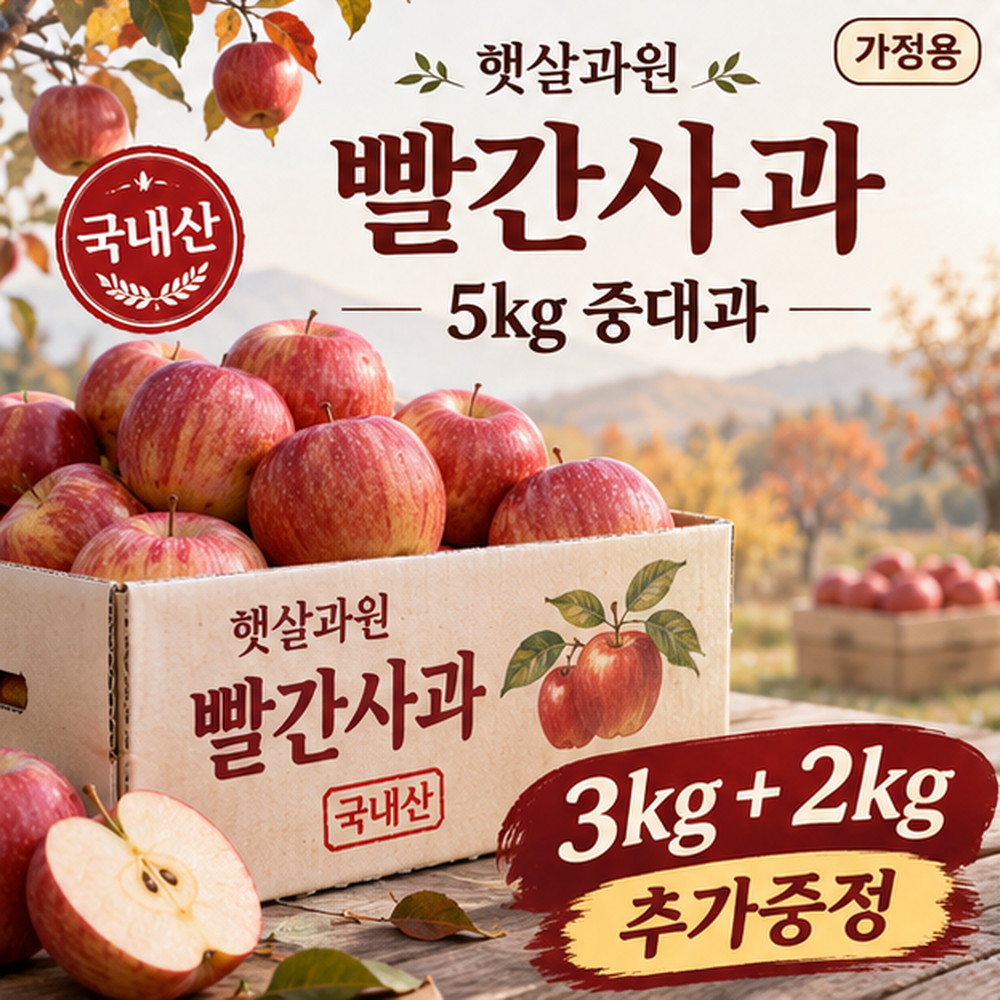 가정용
햇살과원
빨간사과
5kg 중대과
국내산
햇살과원
빨간사과
국내산
3kg + 2kg
추가중정